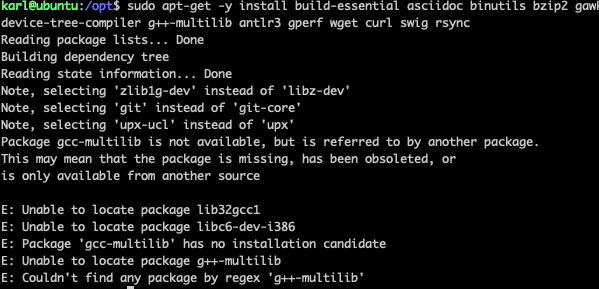 karl@ubuntu:/opt$ sudo apt-get -y install build-essential asciidoc binutils bzip2 gawk
device-tree-compiler g++-multilib antlr3 gperf wget curl swig rsync
Reading package lists... Done
Building dependency tree
Reading state information... Done
Note, selecting 'zlib1g-dev' instead of 'libz-dev'
Note, selecting 'git' instead of 'git-core'
Note, selecting 'upx-ucl' instead of 'upx'
Package gcc-multilib is not available, but is referred to by another package.
This may mean that the package is missing, has been obsoleted, or
is only available from another source
E: Unable to locate package lib32gcc1
E: Unable to locate package libc6-dev-i386
E: Package 'gcc-multilib' has no installation candidate
E: Unable to locate package g++-multilib
E: Couldn't find any package by regex 'g++-multilib'